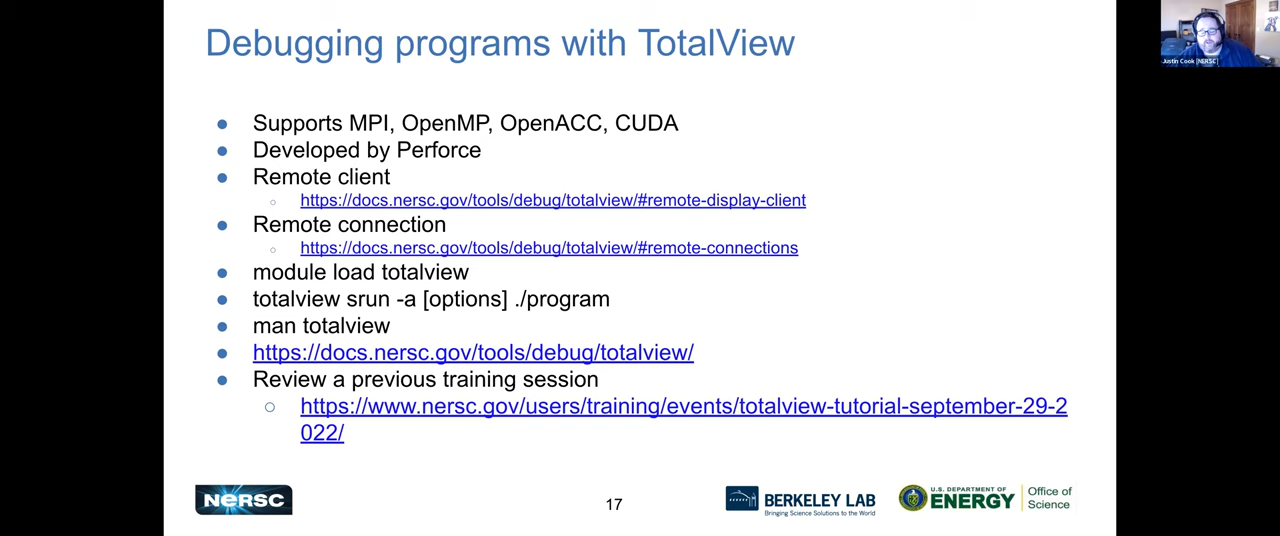 Debugging programs with TotalView
Justin Cook [NERSC]
● Supports MPI, OpenMP, OpenACC, CUDA
● Developed by Perforce
● Remote client
○ https://docs.nersc.gov/tools/debug/totalview/#remote-display-client
● Remote connection
○ https://docs.nersc.gov/tools/debug/totalview/#remote-connections
● module load totalview
● totalview srun -a [options] ./program
● man totalview
● https://docs.nersc.gov/tools/debug/totalview/
● Review a previous training session
○ https://www.nersc.gov/users/training/events/totalview-tutorial-september-29-2
022/
NERSC
17
BERKELEY LAB
Bringing Science Solutions to the World
U.S. DEPARTMENT OF
ENERGY
Office of
Science